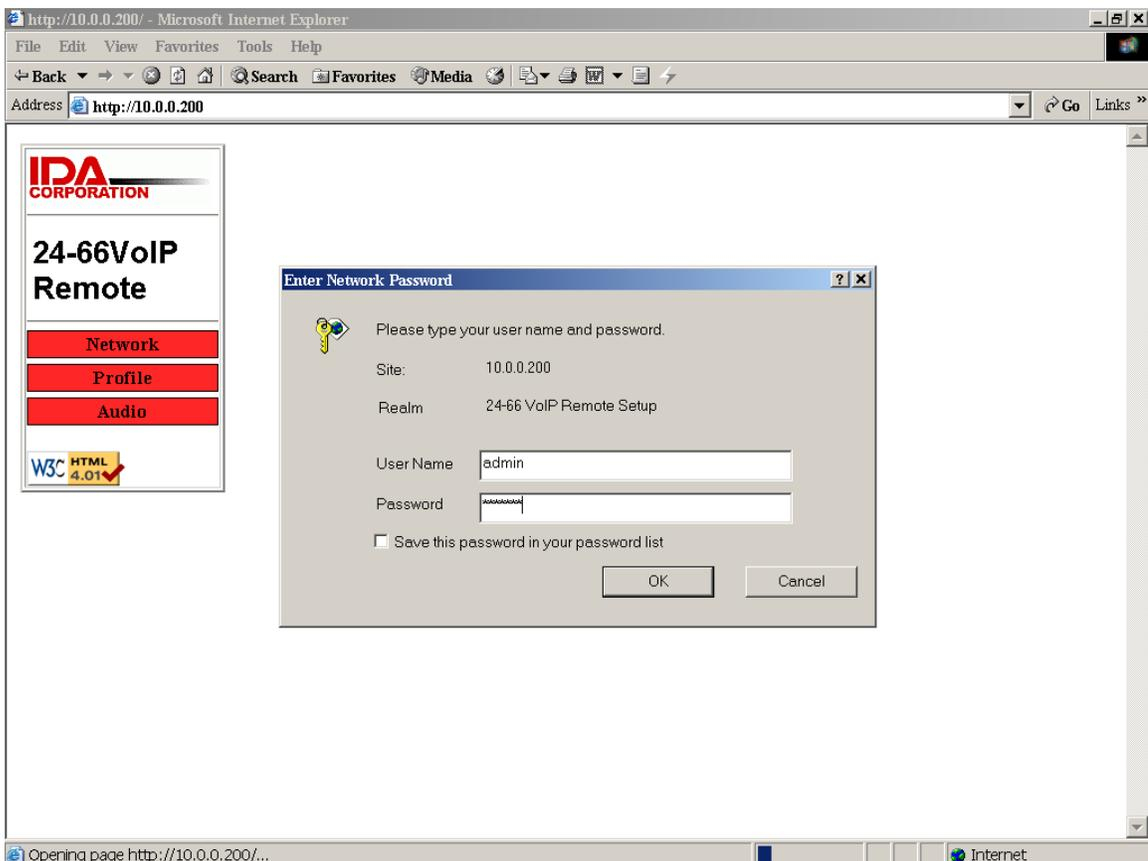 http://10.0.0.200/ - Microsoft Internet Explorer
File Edit View Favorites Tools Help
Back Search Favorites Media
Address http://10.0.0.200 Go Links »
IDA
CORPORATION
24-66VoIP
Remote
Network
Profile
Audio
W3C HTML
4.01
Enter Network Password
Please type your user name and password.
Site: 10.0.0.200
Realm 24-66 VoIP Remote Setup
User Name admin
Password *******
Save this password in your password list
OK Cancel
Opening page http://10.0.0.200/... Internet